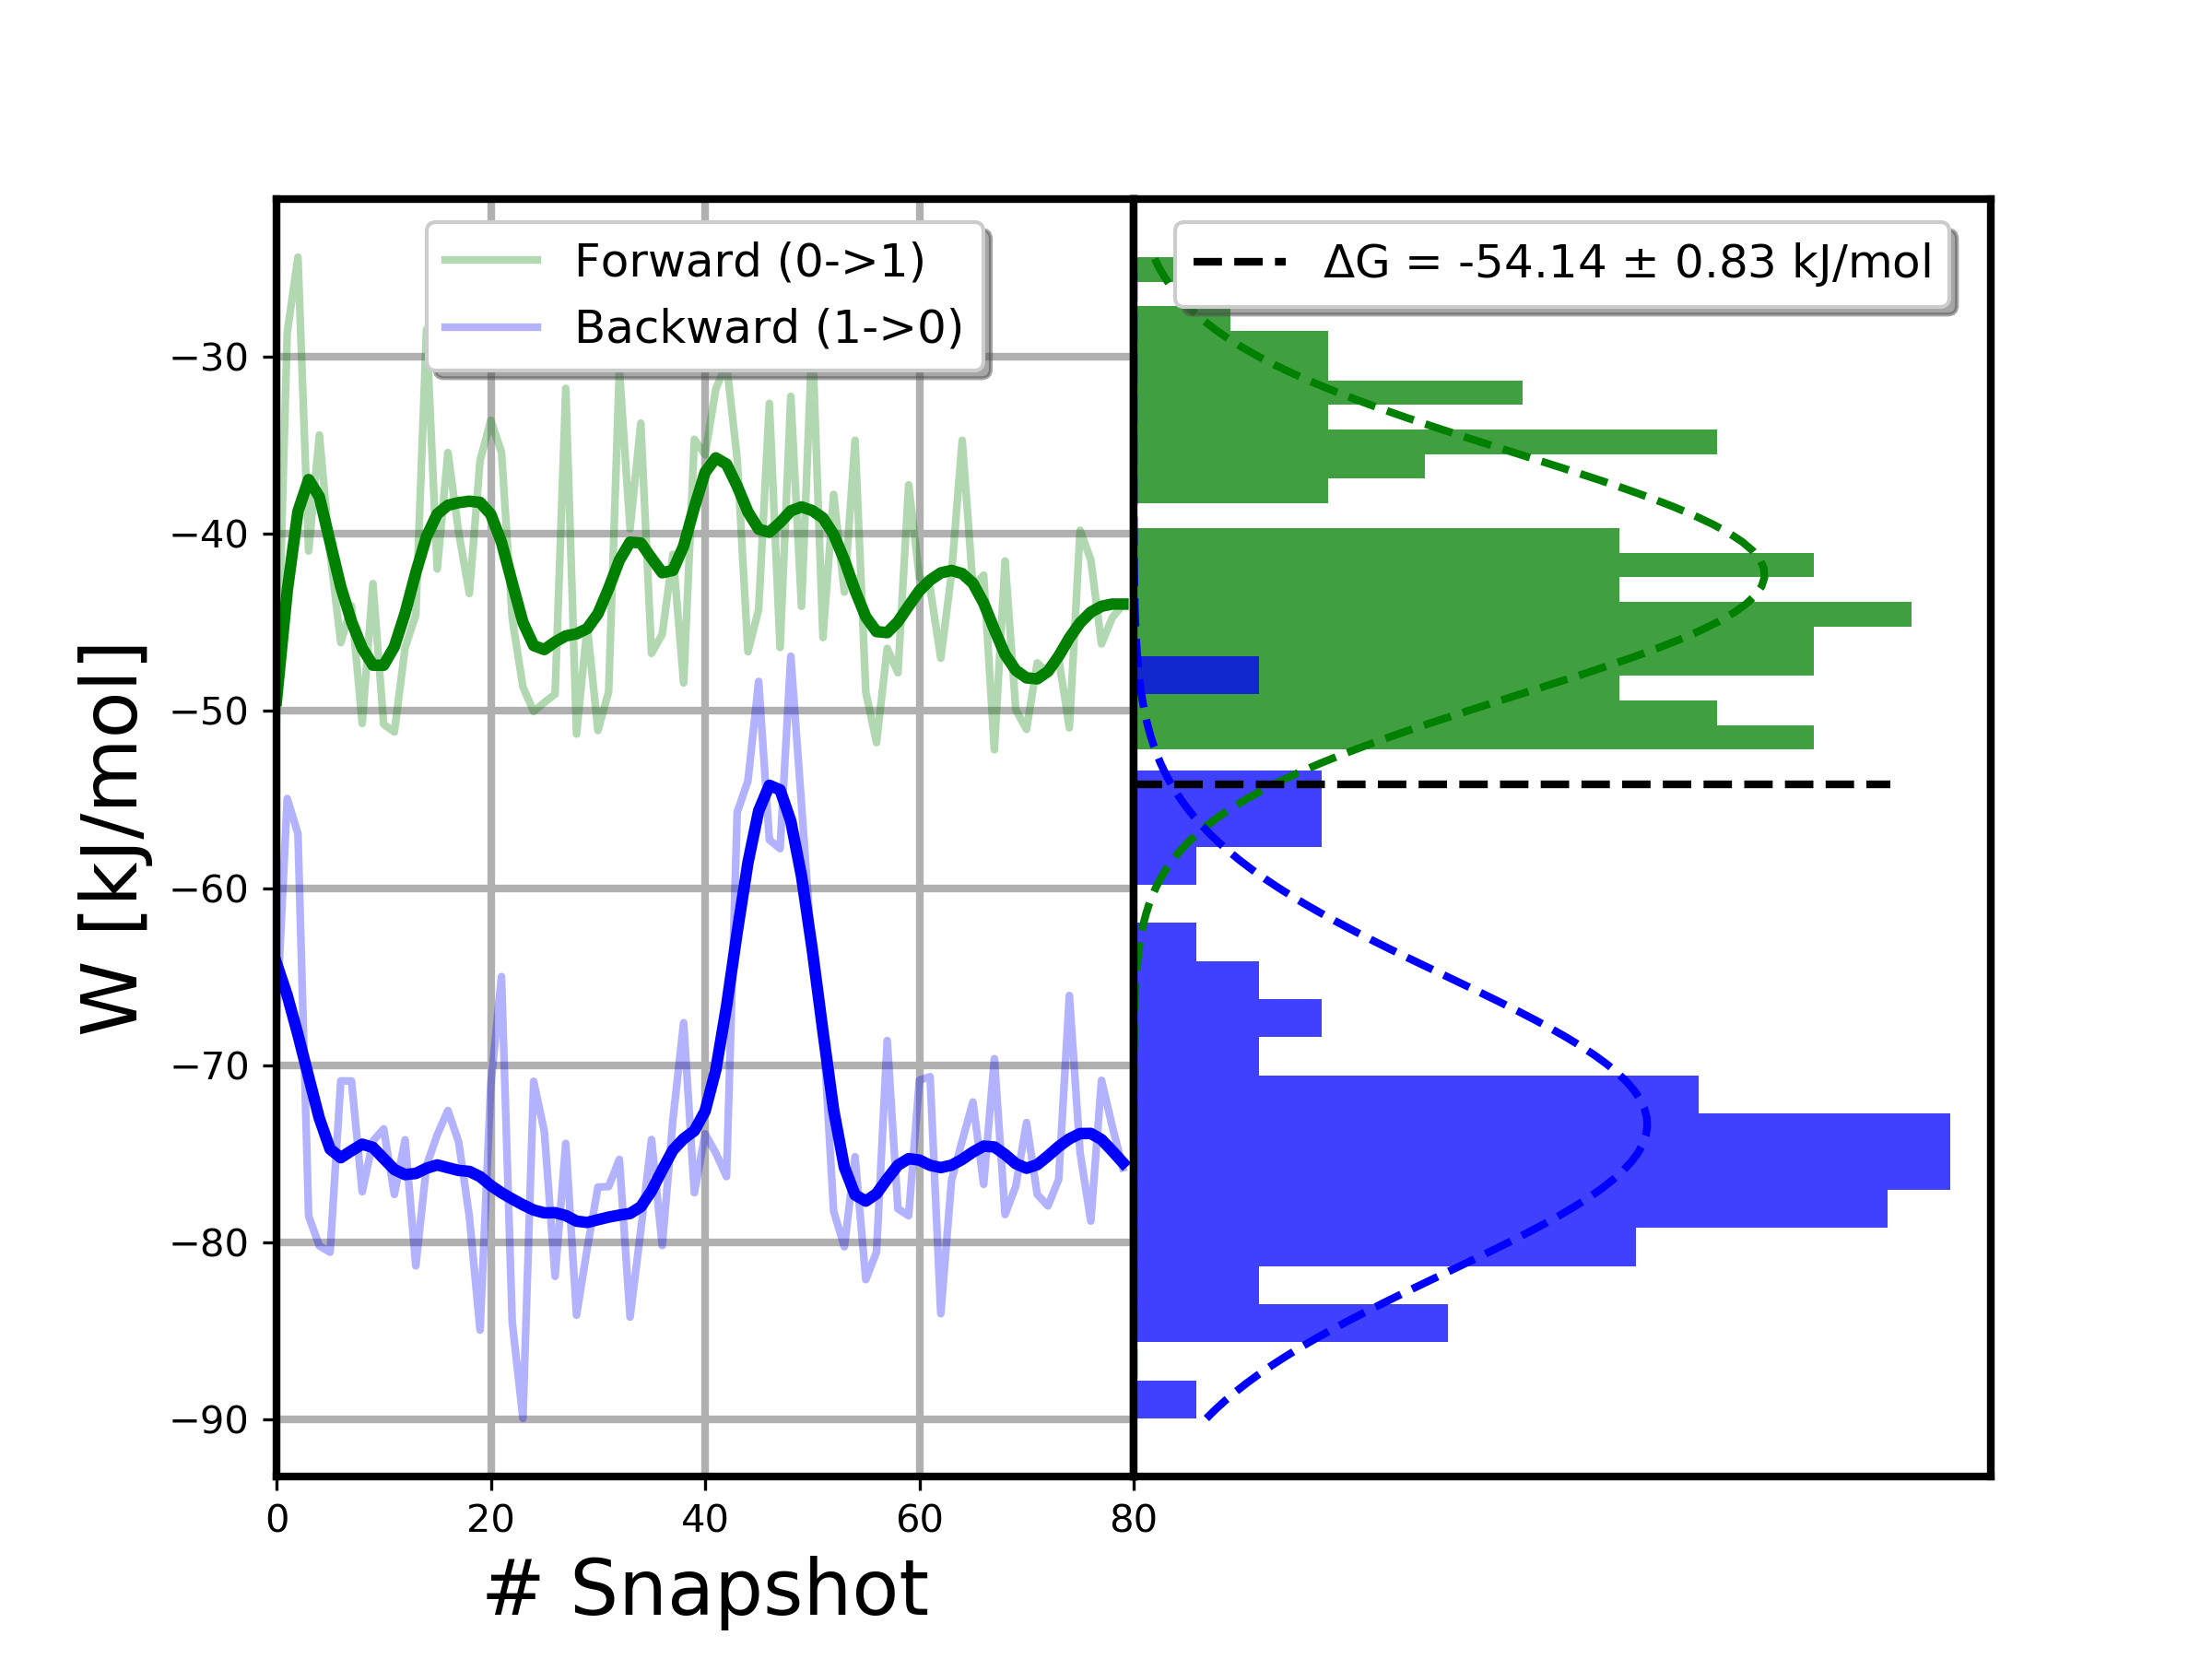 Forward (0->1)
Backward (1->0)
ΔG = -54.14 ± 0.83 kJ/mol
−30
−40
−50
−60
−70
−80
−90
W [kJ/mol]
0 20 40 60 80
# Snapshot